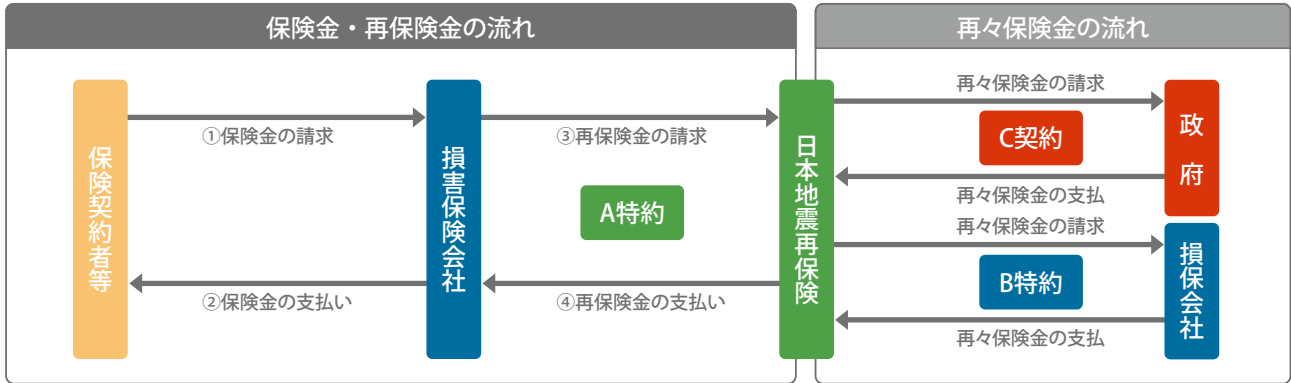 保険金・再保険金の流れ
保険契約者等
①保険金の請求
②保険金の支払い
損害保険会社
③再保険金の請求
A特約
④再保険金の支払い
日本地震再保険
再々保険金の流れ
再々保険金の請求
C契約
再々保険金の支払
政府
再々保険金の請求
B特約
再々保険金の支払
損保会社